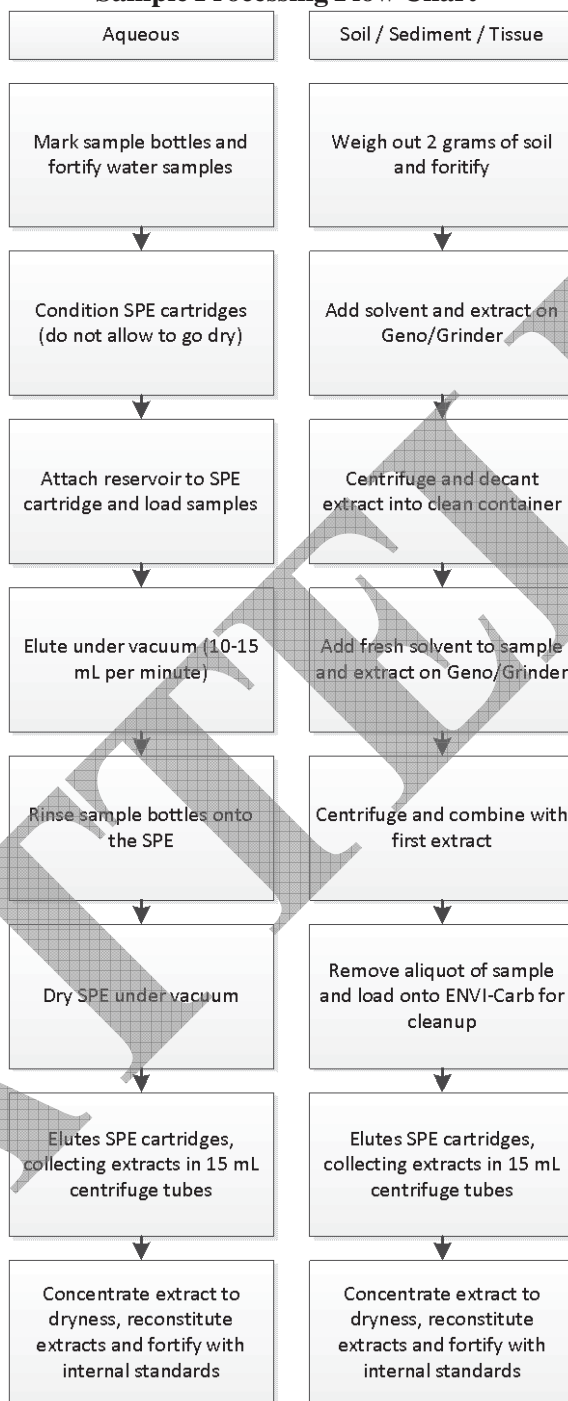 Sample Processing Flow Chart
Aqueous
Mark sample bottles and
fortify water samples
Condition SPE cartridges
(do not allow to go dry)
Attach reservoir to SPE
cartridge and load samples
Elute under vacuum (10-15
mL per minute)
Rinse sample bottles onto
the SPE
Dry SPE under vacuum
Elutes SPE cartridges,
collecting extracts in 15 mL
centrifuge tubes
Concentrate extract to
dryness, reconstitute
extracts and fortify with
internal standards
Soil / Sediment / Tissue
Weigh out 2 grams of soil
and foritify
Add solvent and extract on
Geno/Grinder
Centrifuge and decant
extract into clean container
Add fresh solvent to sample
and extract on Geno/Grinder
Centrifuge and combine with
first extract
Remove aliquot of sample
and load onto ENVI-Carb for
cleanup
Elutes SPE cartridges,
collecting extracts in 15 mL
centrifuge tubes
Concentrate extract to
dryness, reconstitute
extracts and fortify with
internal standards